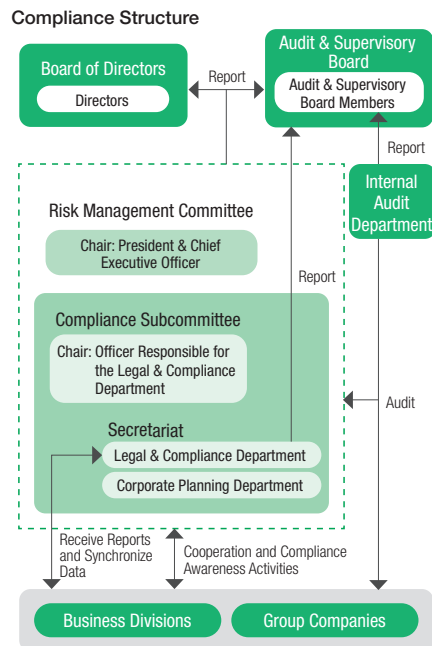 Compliance Structure
Board of Directors
Directors
Report
Audit & Supervisory
Board
Audit & Supervisory
Board Members
Report
Internal
Audit
Department
Risk Management Committee
Chair: President & Chief
Executive Officer
Report
Compliance Subcommittee
Chair: Officer Responsible for
the Legal & Compliance
Department
Audit
Secretariat
Legal & Compliance Department
Corporate Planning Department
Receive Reports
and Synchronize
Data
Cooperation and Compliance
Awareness Activities
Business Divisions
Group Companies